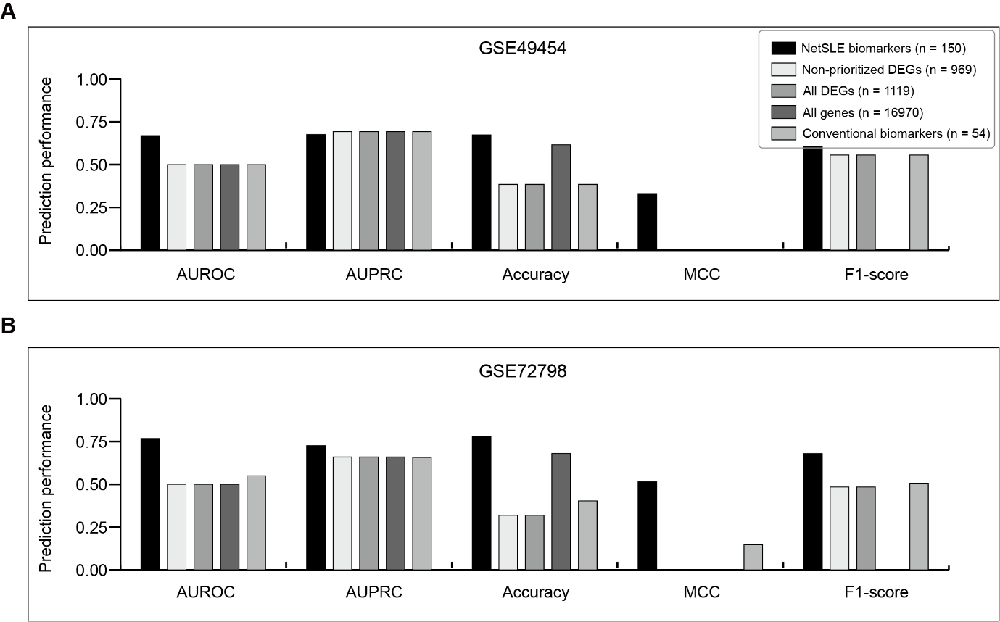 A
GSE49454
NetSLE biomarkers (n = 150)
Non-prioritized DEGs (n = 969)
All DEGs (n = 1119)
All genes (n = 16970)
Conventional biomarkers (n = 54)
Prediction performance
1.00
0.75
0.50
0.25
0.00
AUROC AUPRC Accuracy MCC F1-score
B
GSE72798
Prediction performance
1.00
0.75
0.50
0.25
0.00
AUROC AUPRC Accuracy MCC F1-score